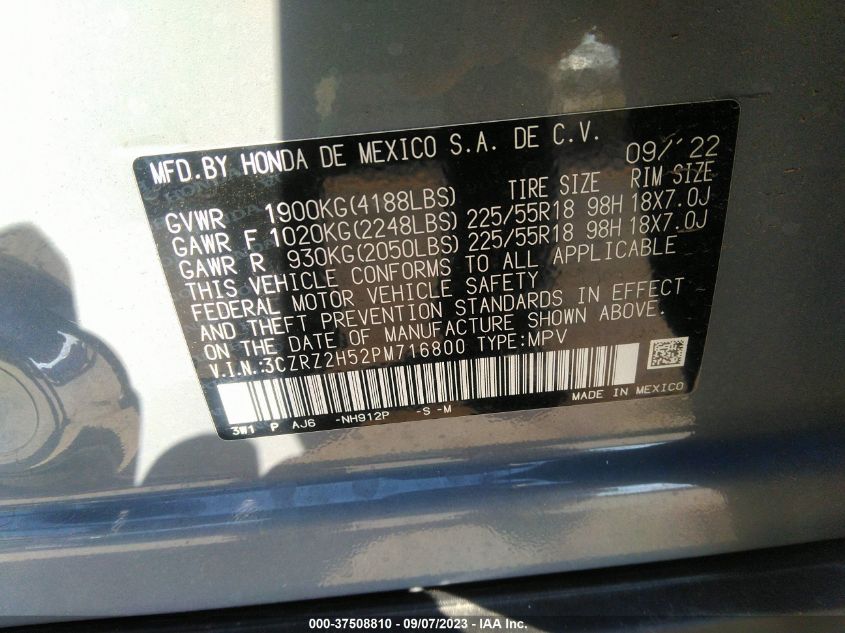 MFD.BY HONDA DE MEXICO S.A. DE C.V. 09/'22
TIRE SIZE RIM SIZE
GVWR 1900KG(4188LBS)
GAWR F 1020KG(2248LBS) 225/55R18 98H 18X7.0J
GAWR R 930KG(2050LBS) 225/55R18 98H 18X7.0J
THIS VEHICLE CONFORMS TO ALL APPLICABLE
FEDERAL MOTOR VEHICLE SAFETY
AND THEFT PREVENTION STANDARDS IN EFFECT
ON THE DATE OF MANUFACTURE SHOWN ABOVE.
V.I.N.:3CZRZ2H52PM716800 TYPE:MPV
3W1 P AJ6 -NH912P -S -M MADE IN MEXICO
000-37508810 - 09/07/2023 - IAA Inc.